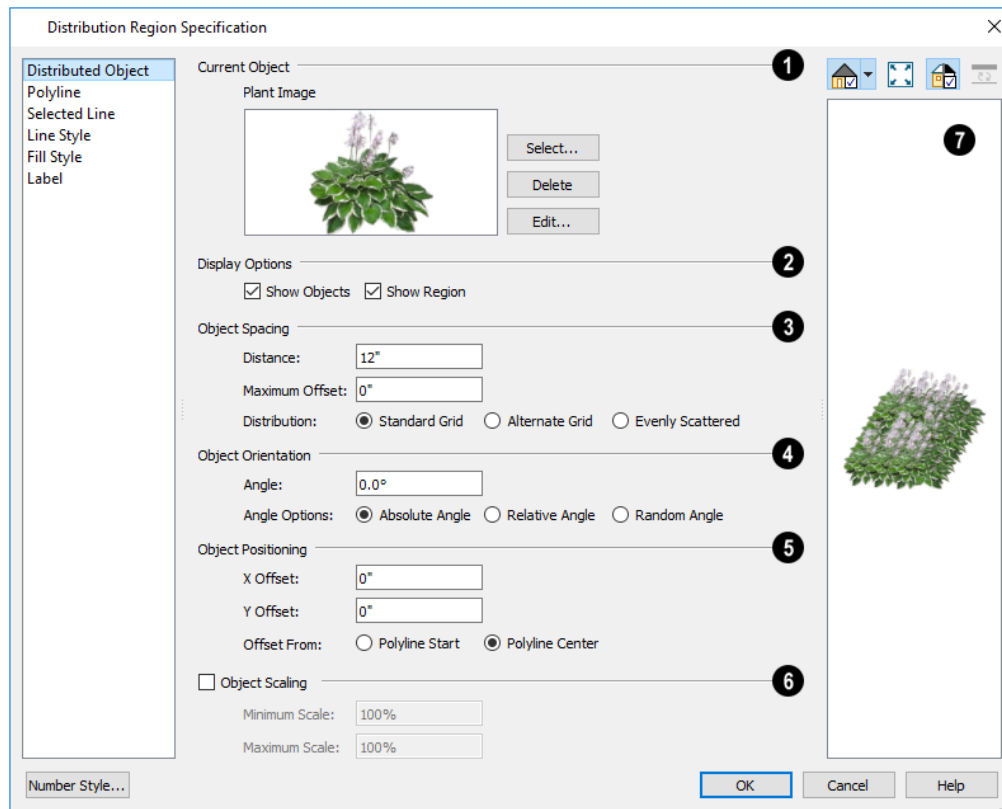 Distribution Region Specification
Distributed Object
Polyline
Selected Line
Line Style
Fill Style
Label
Current Object 1
Plant Image
Select...
Delete
Edit...
Display Options 2
Show Objects Show Region
Object Spacing 3
Distance: 12"
Maximum Offset: 0"
Distribution: Standard Grid Alternate Grid Evenly Scattered
Object Orientation 4
Angle: 0.0°
Angle Options: Absolute Angle Relative Angle Random Angle
Object Positioning 5
X Offset: 0"
Y Offset: 0"
Offset From: Polyline Start Polyline Center
Object Scaling 6
Minimum Scale: 100%
Maximum Scale: 100%
7
Number Style... OK Cancel Help